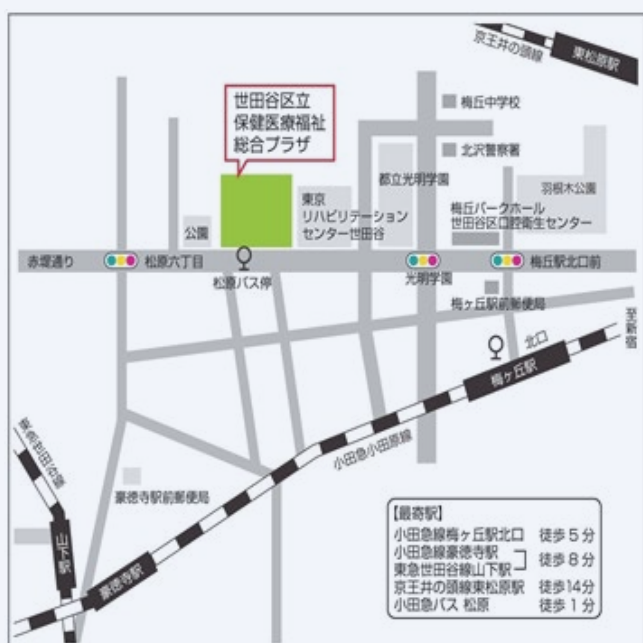 京王井の頭線
東松原駅
世田谷区立
保健医療福祉
総合プラザ
梅丘中学校
北沢警察署
都立光明学園
羽根木公園
東京
リハビリテーション
センター世田谷
梅丘パークホール
世田谷区口腔衛生センター
公園
赤堤通り
松原六丁目
松原バス停
光明学園
梅丘駅北口前
梅ヶ丘駅前郵便局
至新宿
北口
梅ヶ丘駅
小田急小田原線
東急世田谷線
豪徳寺駅前郵便局
山下駅
豪徳寺駅
【最寄駅】
小田急線梅ヶ丘駅北口 徒歩5分
小田急線豪徳寺駅
東急世田谷線山下駅 徒歩8分
京王井の頭線東松原駅 徒歩14分
小田急バス 松原 徒歩1分